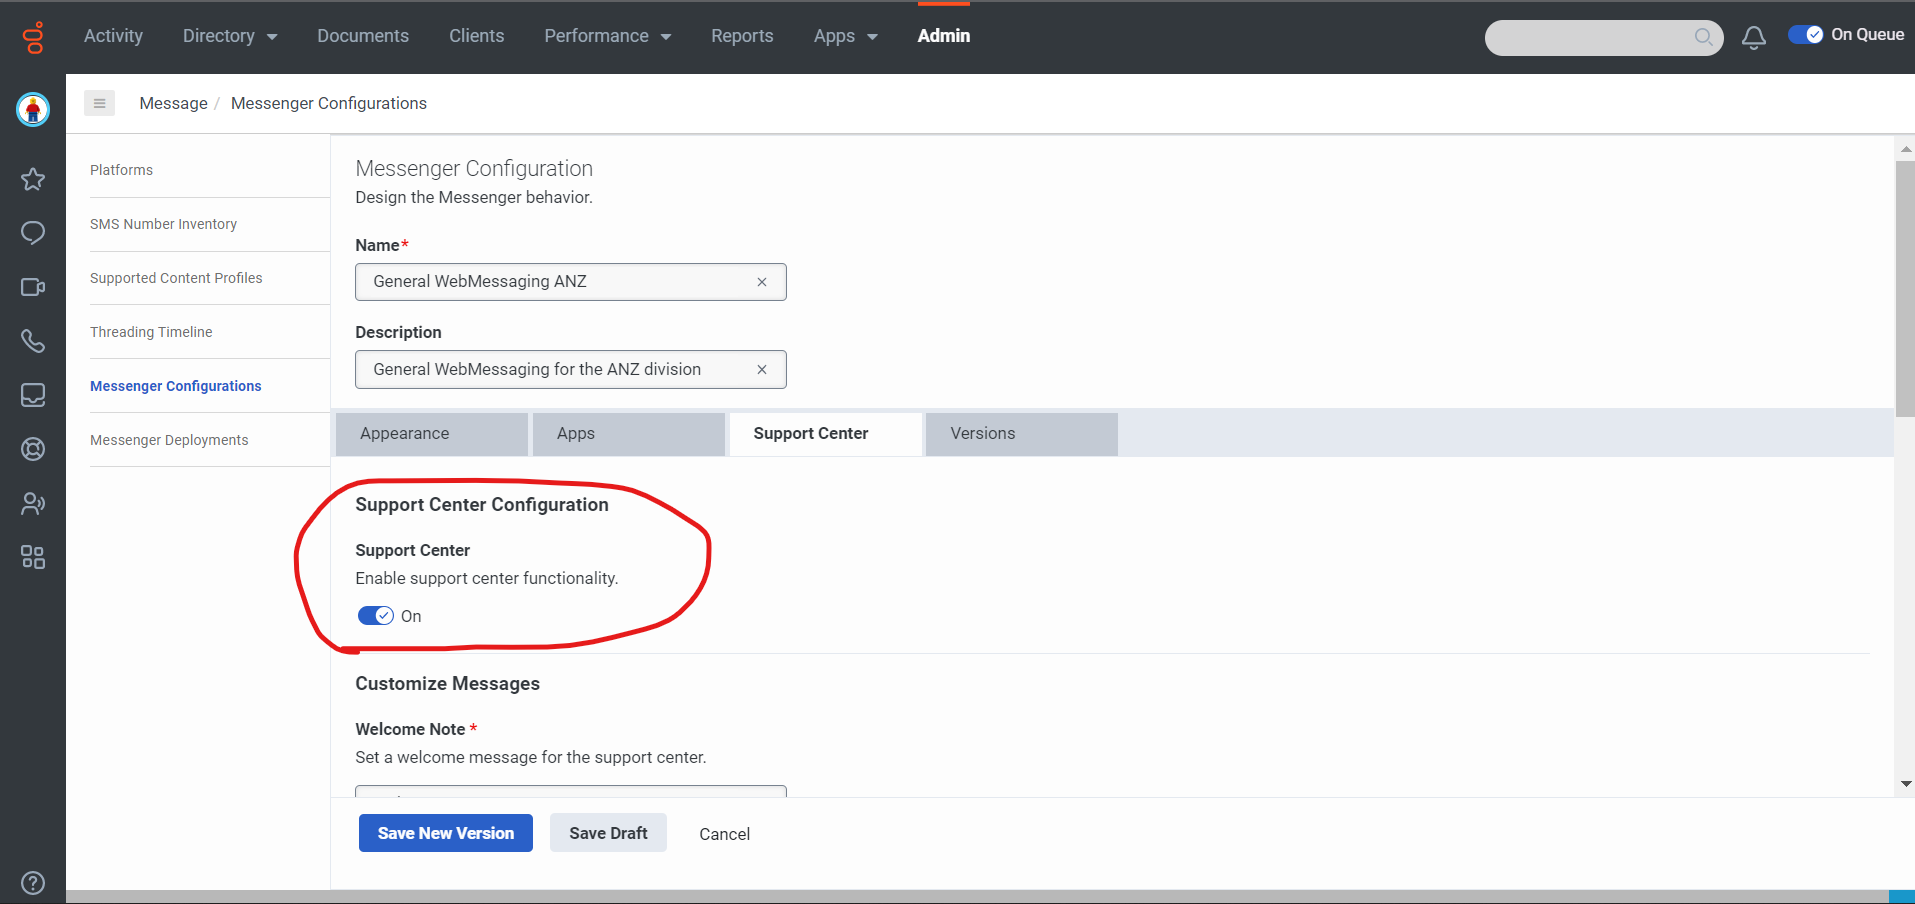 Activity Directory Documents Clients Performance Reports Apps Admin On Queue
Message / Messenger Configurations
Platforms
SMS Number Inventory
Supported Content Profiles
Threading Timeline
Messenger Configurations
Messenger Deployments
Messenger Configuration
Design the Messenger behavior.
Name*
General WebMessaging ANZ
Description
General WebMessaging for the ANZ division
Appearance Apps Support Center Versions
Support Center Configuration
Support Center
Enable support center functionality.
On
Customize Messages
Welcome Note *
Set a welcome message for the support center.
Save New Version Save Draft Cancel